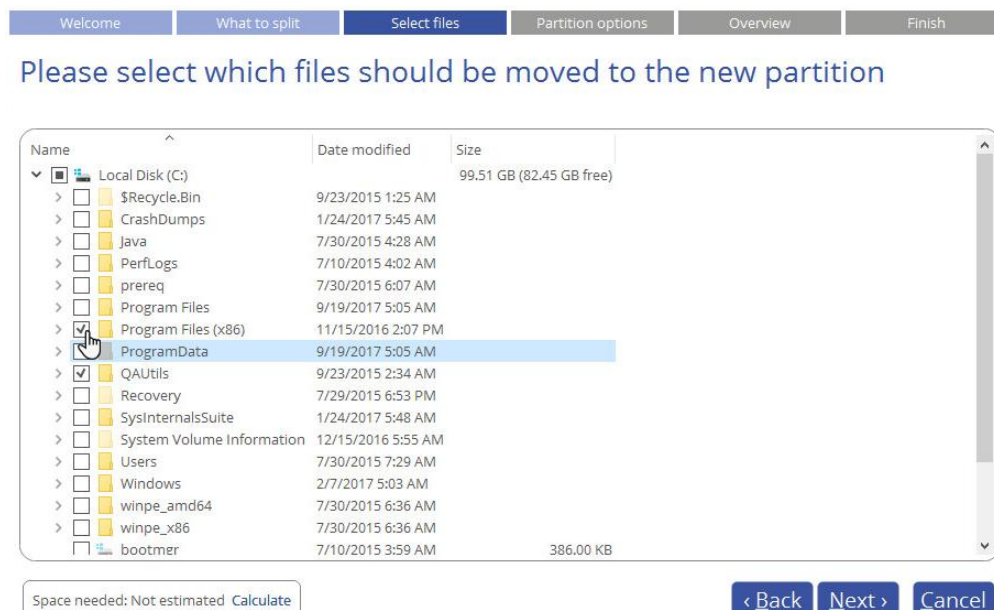 Welcome What to split Select files Partition options Overview Finish
Please select which files should be moved to the new partition
Name Date modified Size
Local Disk (C:) 99.51 GB (82.45 GB free)
$Recycle.Bin 9/23/2015 1:25 AM
CrashDumps 1/24/2017 5:45 AM
Java 7/30/2015 4:28 AM
PerfLogs 7/10/2015 4:02 AM
prereq 7/30/2015 6:07 AM
Program Files 9/19/2017 5:05 AM
Program Files (x86) 11/15/2016 2:07 PM
ProgramData 9/19/2017 5:05 AM
QAUtils 9/23/2015 2:34 AM
Recovery 7/29/2015 6:53 PM
SysInternalsSuite 1/24/2017 5:48 AM
System Volume Information 12/15/2016 5:55 AM
Users 7/30/2015 7:29 AM
Windows 2/7/2017 5:03 AM
winpe_amd64 7/30/2015 6:36 AM
winpe_x86 7/30/2015 6:36 AM
bootmgr 7/10/2015 3:59 AM 386.00 KB
Space needed: Not estimated Calculate ‹ Back Next › Cancel